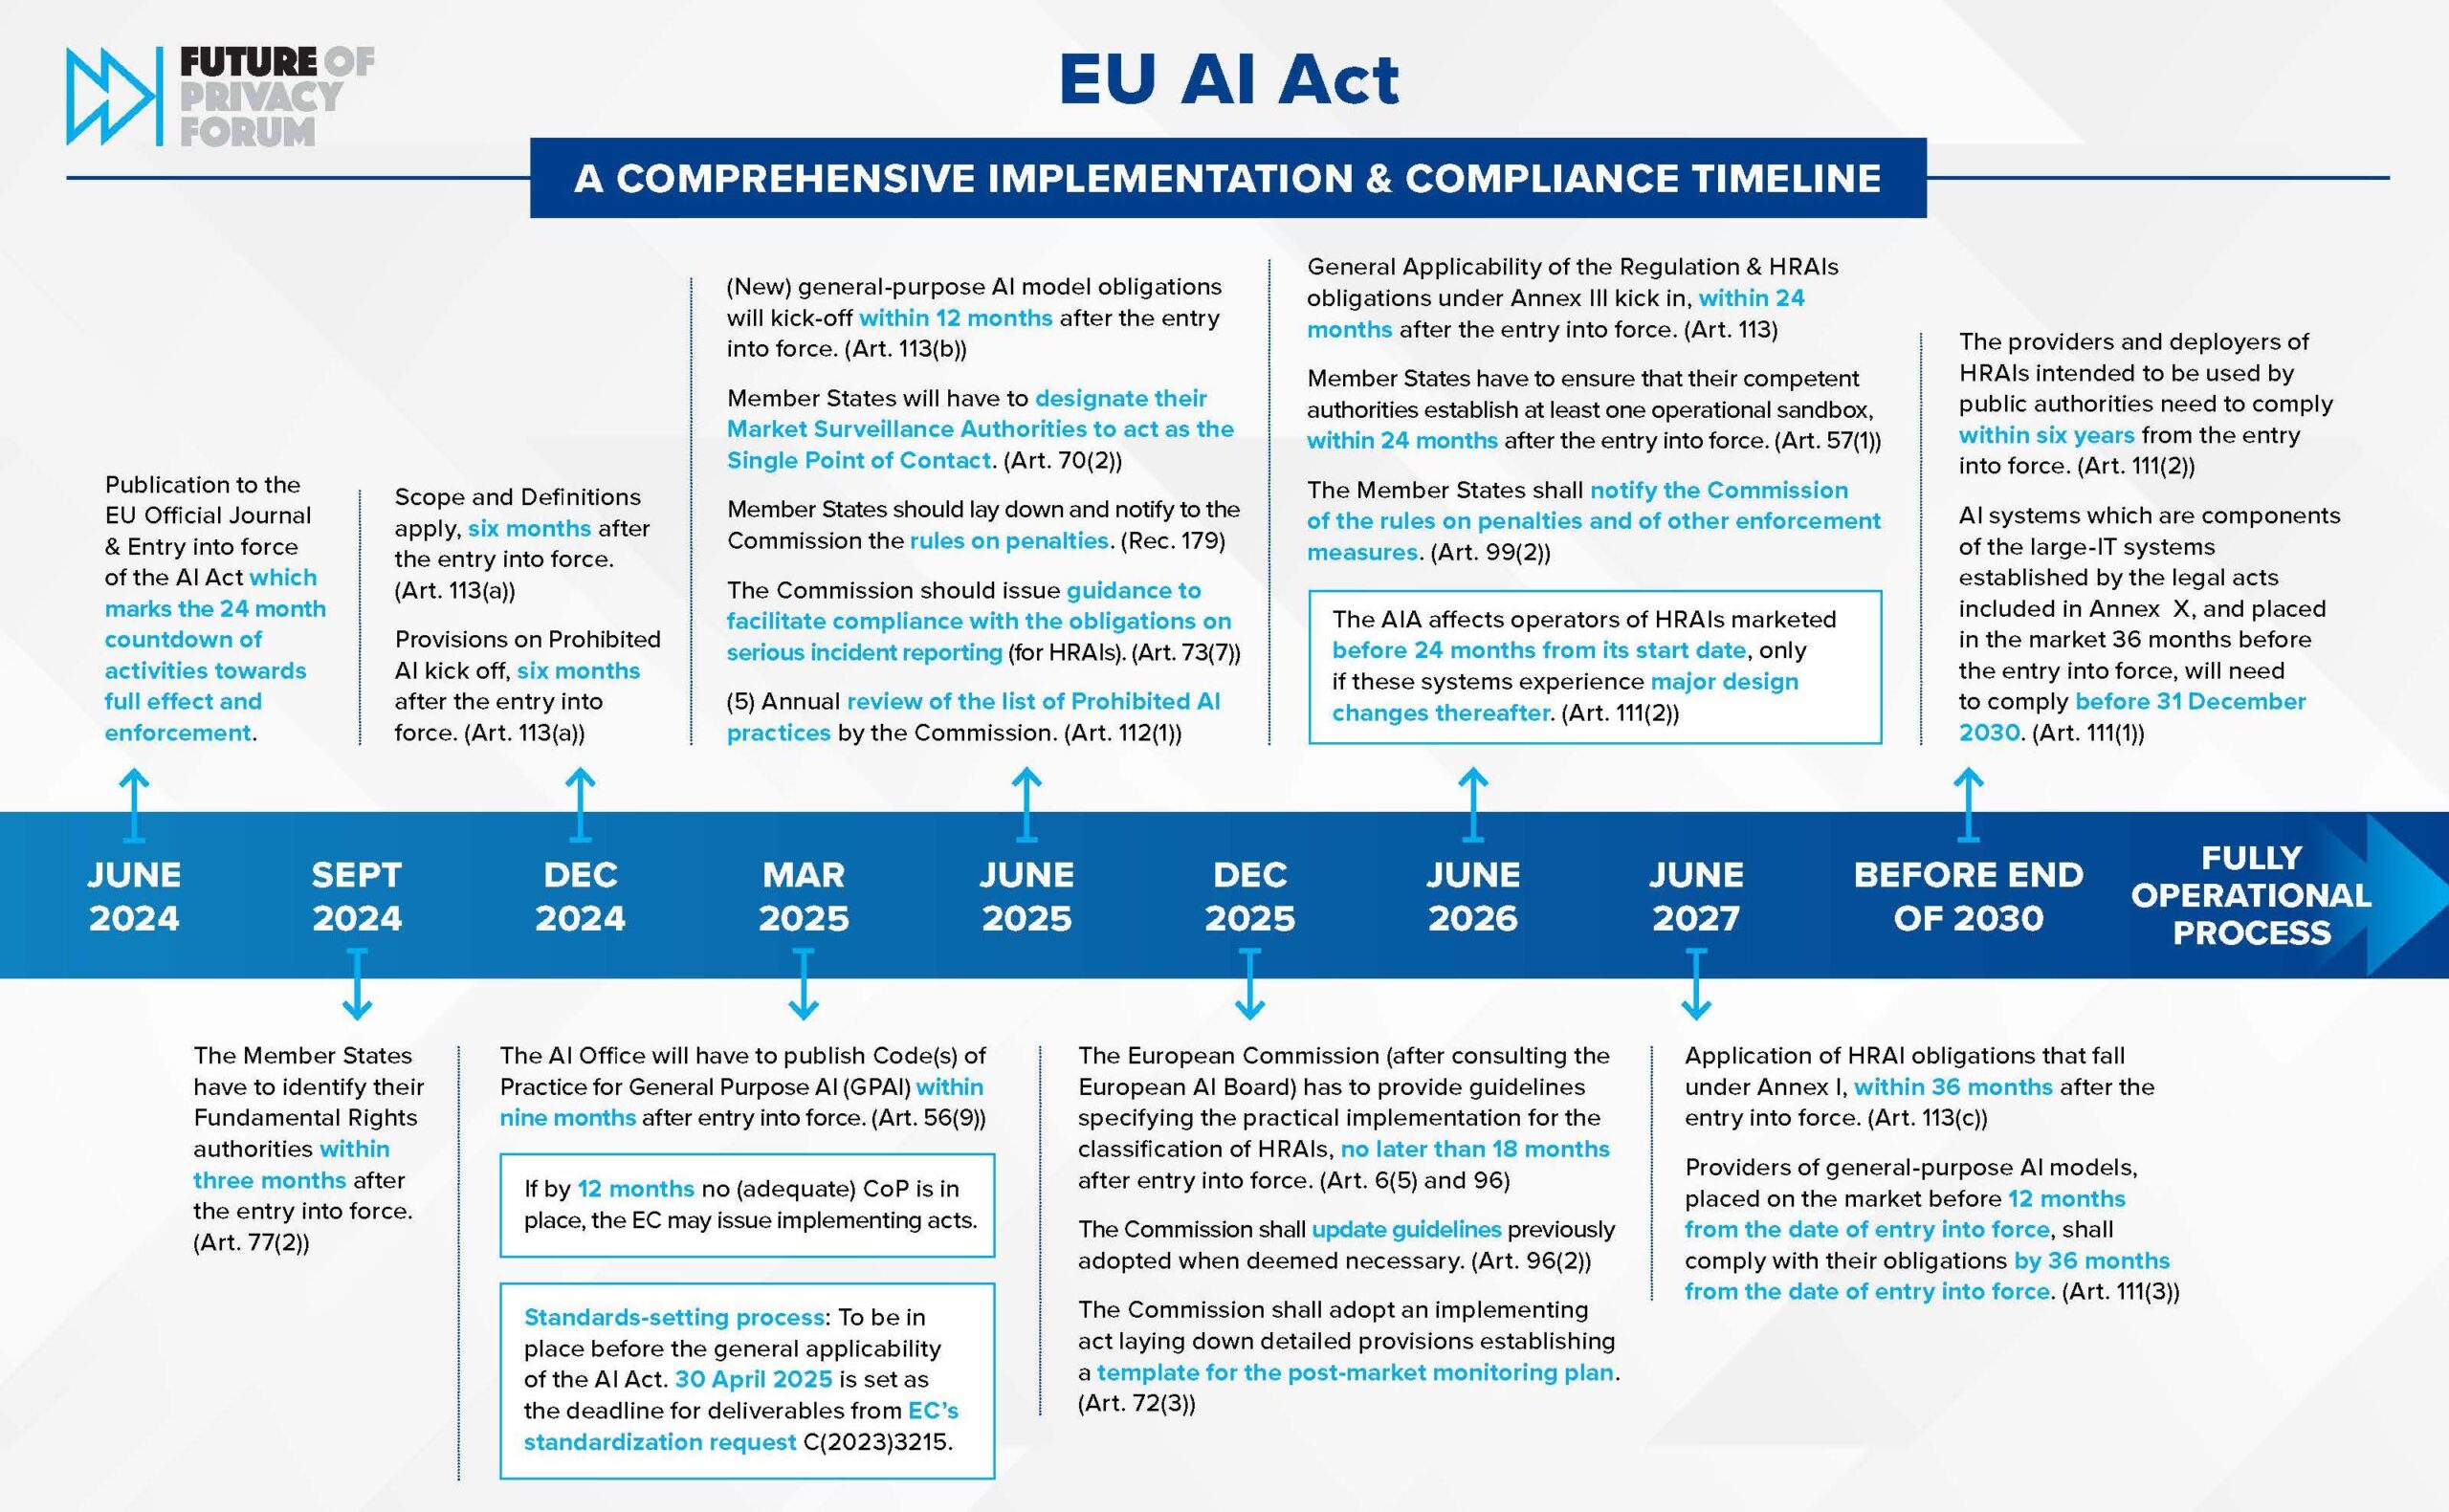 FUTURE OF
PRIVACY
FORUM
EU AI Act
A COMPREHENSIVE IMPLEMENTATION & COMPLIANCE TIMELINE
Publication to the
EU Official Journal
& Entry into force
of the AI Act which
marks the 24 month
countdown of
activities towards
full effect and
enforcement.
Scope and Definitions
apply, six months after
the entry into force.
(Art. 113(a))
Provisions on Prohibited
AI kick off, six months
after the entry into
force. (Art. 113(a))
(New) general-purpose AI model obligations
will kick-off within 12 months after the entry
into force. (Art. 113(b))
Member States will have to designate their
Market Surveillance Authorities to act as the
Single Point of Contact. (Art. 70(2))
Member States should lay down and notify to the
Commission the rules on penalties. (Rec. 179)
The Commission should issue guidance to
facilitate compliance with the obligations on
serious incident reporting (for HRAIs). (Art. 73(7))
(5) Annual review of the list of Prohibited AI
practices by the Commission. (Art. 112(1))
General Applicability of the Regulation & HRAIs
obligations under Annex III kick in, within 24
months after the entry into force. (Art. 113)
Member States have to ensure that their competent
authorities establish at least one operational sandbox,
within 24 months after the entry into force. (Art. 57(1))
The Member States shall notify the Commission
of the rules on penalties and of other enforcement
measures. (Art. 99(2))
The AIA affects operators of HRAIs marketed
before 24 months from its start date, only
if these systems experience major design
changes thereafter. (Art. 111(2))
The providers and deployers of
HRAIs intended to be used by
public authorities need to comply
within six years from the entry
into force. (Art. 111(2))
AI systems which are components
of the large-IT systems
established by the legal acts
included in Annex X, and placed
in the market 36 months before
the entry into force, will need
to comply before 31 December
2030. (Art. 111(1))
JUNE
2024
SEPT
2024
DEC
2024
MAR
2025
JUNE
2025
DEC
2025
JUNE
2026
JUNE
2027
BEFORE END
OF 2030
FULLY
OPERATIONAL
PROCESS
The Member States
have to identify their
Fundamental Rights
authorities within
three months after
the entry into force.
(Art. 77(2))
The AI Office will have to publish Code(s) of
Practice for General Purpose AI (GPAI) within
nine months after entry into force. (Art. 56(9))
If by 12 months no (adequate) CoP is in
place, the EC may issue implementing acts.
Standards-setting process: To be in
place before the general applicability
of the AI Act. 30 April 2025 is set as
the deadline for deliverables from EC's
standardization request C(2023)3215.
The European Commission (after consulting the
European AI Board) has to provide guidelines
specifying the practical implementation for the
classification of HRAIs, no later than 18 months
after entry into force. (Art. 6(5) and 96)
The Commission shall update guidelines previously
adopted when deemed necessary. (Art. 96(2))
The Commission shall adopt an implementing
act laying down detailed provisions establishing
a template for the post-market monitoring plan.
(Art. 72(3))
Application of HRAI obligations that fall
under Annex I, within 36 months after the
entry into force. (Art. 113(c))
Providers of general-purpose AI models,
placed on the market before 12 months
from the date of entry into force, shall
comply with their obligations by 36 months
from the date of entry into force. (Art. 111(3))